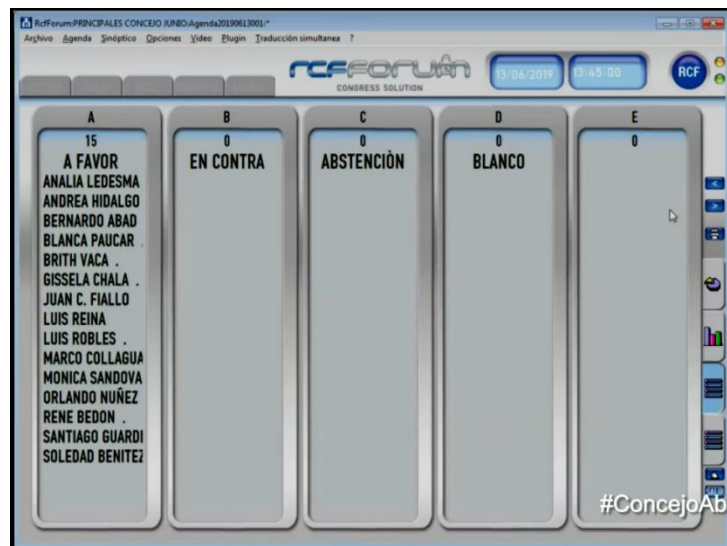 RcfForum:PRINCIPALES CONCEJO JUNIO:Agenda20190613001:*
Archivo Agenda Sinóptico Opciones Video Plugin Traducción simultanea ?
RCFFORUM
CONGRESS SOLUTION
13/06/2019
13:45:00
RCF
A
15
A FAVOR
ANALIA LEDESMA
ANDREA HIDALGO
BERNARDO ABAD
BLANCA PAUCAR .
BRITH VACA .
GISSELA CHALA .
JUAN C. FIALLO
LUIS REINA
LUIS ROBLES .
MARCO COLLAGUA
MONICA SANDOVA
ORLANDO NUÑEZ
RENE BEDON .
SANTIAGO GUARDI
SOLEDAD BENITEZ
B
0
EN CONTRA
C
0
ABSTENCIÒN
D
0
BLANCO
E
0
#ConcejoAb